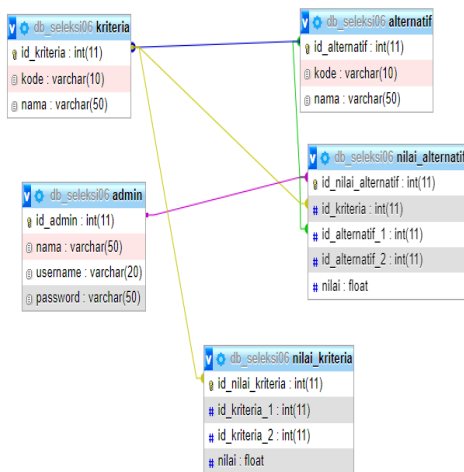 db_seleksi06 kriteria
id_kriteria : int(11)
kode : varchar(10)
nama : varchar(50)
db_seleksi06 alternatif
id_alternatif : int(11)
kode : varchar(10)
nama : varchar(50)
db_seleksi06 nilai_alternatif
id_nilai_alternatif : int(11)
# id_kriteria : int(11)
# id_alternatif_1 : int(11)
# id_alternatif_2 : int(11)
# nilai : float
db_seleksi06 admin
id_admin : int(11)
nama : varchar(50)
username : varchar(20)
password : varchar(50)
db_seleksi06 nilai_kriteria
id_nilai_kriteria : int(11)
# id_kriteria_1 : int(11)
# id_kriteria_2 : int(11)
# nilai : float